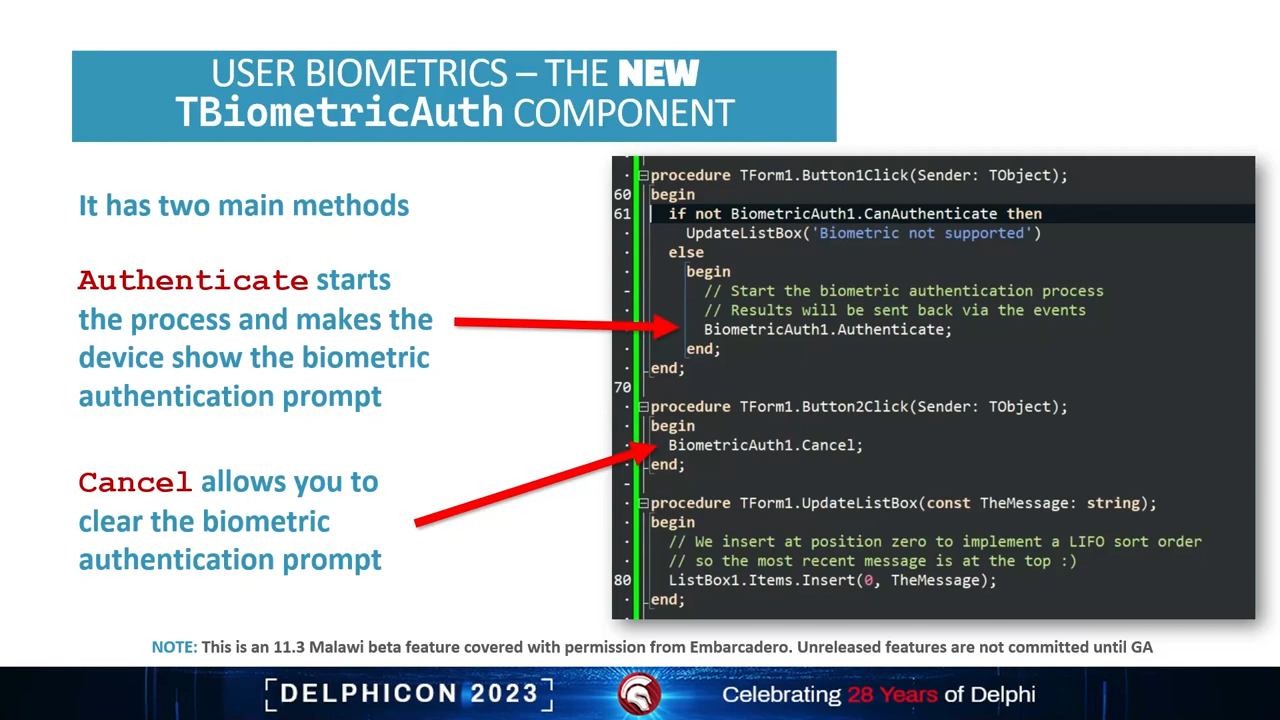 USER BIOMETRICS – THE NEW
TBiometricAuth COMPONENT
It has two main methods
Authenticate starts
the process and makes the
device show the biometric
authentication prompt
Cancel allows you to
clear the biometric
authentication prompt
procedure TForm1.Button1Click(Sender: TObject);
60 begin
61 if not BiometricAuth1.CanAuthenticate then
UpdateListBox('Biometric not supported')
else
begin
// Start the biometric authentication process
// Results will be sent back via the events
BiometricAuth1.Authenticate;
end;
end;
70
procedure TForm1.Button2Click(Sender: TObject);
begin
BiometricAuth1.Cancel;
end;
procedure TForm1.UpdateListBox(const TheMessage: string);
begin
// We insert at position zero to implement a LIFO sort order
// so the most recent message is at the top :)
80 ListBox1.Items.Insert(0, TheMessage);
end;
NOTE: This is an 11.3 Malawi beta feature covered with permission from Embarcadero. Unreleased features are not committed until GA
[DELPHICON 2023]
Celebrating 28 Years of Delphi